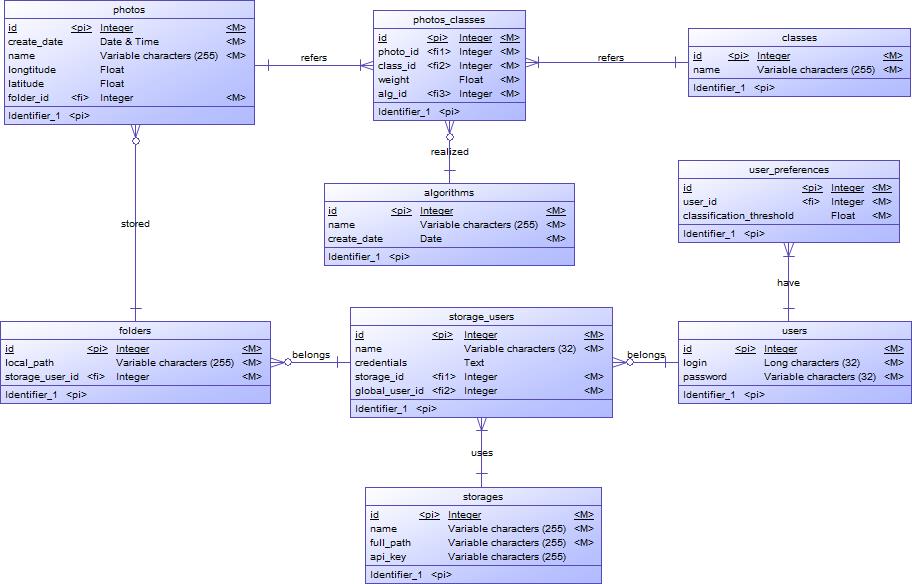 photos
id <pi> Integer <M>
create_date Date & Time <M>
name Variable characters (255) <M>
longtitude Float
latitude Float
folder_id <fi> Integer <M>
Identifier_1 <pi>
refers
photos_classes
id <pi> Integer <M>
photo_id <fi1> Integer <M>
class_id <fi2> Integer <M>
weight Float <M>
alg_id <fi3> Integer <M>
Identifier_1 <pi>
refers
classes
id <pi> Integer <M>
name Variable characters (255) <M>
Identifier_1 <pi>
realized
algorithms
id <pi> Integer <M>
name Variable characters (255) <M>
create_date Date <M>
Identifier_1 <pi>
user_preferences
id <pi> Integer <M>
user_id <fi> Integer <M>
classification_threshold Float <M>
Identifier_1 <pi>
stored
have
folders
id <pi> Integer <M>
local_path Variable characters (255) <M>
storage_user_id <fi> Integer <M>
Identifier_1 <pi>
belongs
storage_users
id <pi> Integer <M>
name Variable characters (32) <M>
credentials Text
storage_id <fi1> Integer <M>
global_user_id <fi2> Integer <M>
Identifier_1 <pi>
belongs
users
id <pi> Integer <M>
login Long characters (32) <M>
password Variable characters (32) <M>
Identifier_1 <pi>
uses
storages
id <pi> Integer <M>
name Variable characters (255) <M>
full_path Variable characters (255) <M>
api_key Variable characters (255)
Identifier_1 <pi>